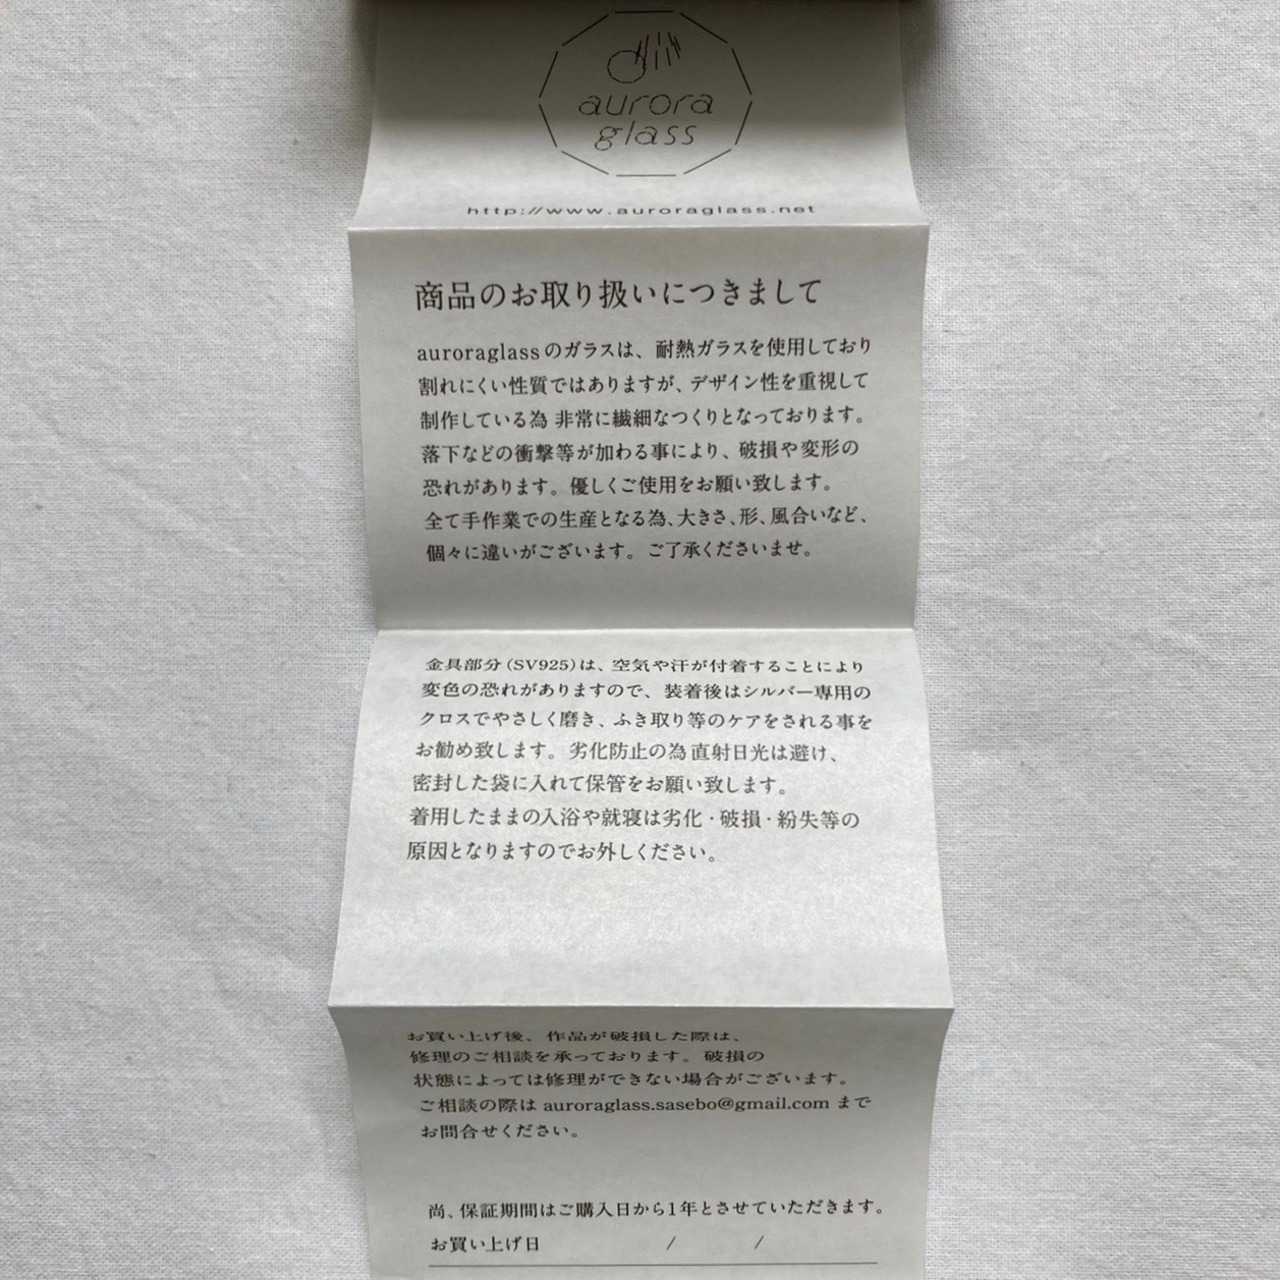 aurora
glass
http://www.auroraglass.net
商品のお取り扱いにつきまして
auroraglassのガラスは、耐熱ガラスを使用しており
割れにくい性質ではありますが、デザイン性を重視して
制作している為 非常に繊細なつくりとなっております。
落下などの衝撃等が加わる事により、破損や変形の
恐れがあります。優しくご使用をお願い致します。
全て手作業での生産となる為、大きさ、形、風合いなど、
個々に違いがございます。ご了承くださいませ。
金具部分（SV925）は、空気や汗が付着することにより
変色の恐れがありますので、装着後はシルバー専用の
クロスでやさしく磨き、ふき取り等のケアをされる事を
お勧め致します。劣化防止の為直射日光は避け、
密封した袋に入れて保管をお願い致します。
着用したままの入浴や就寝は劣化・破損・紛失等の
原因となりますのでお外しください。
お買い上げ後、作品が破損した際は、
修理のご相談を承っております。破損の
状態によっては修理ができない場合がございます。
ご相談の際は auroraglass.sasebo@gmail.com まで
お問合せください。
尚、保証期間はご購入日から1年とさせていただきます。
お買い上げ日 / /